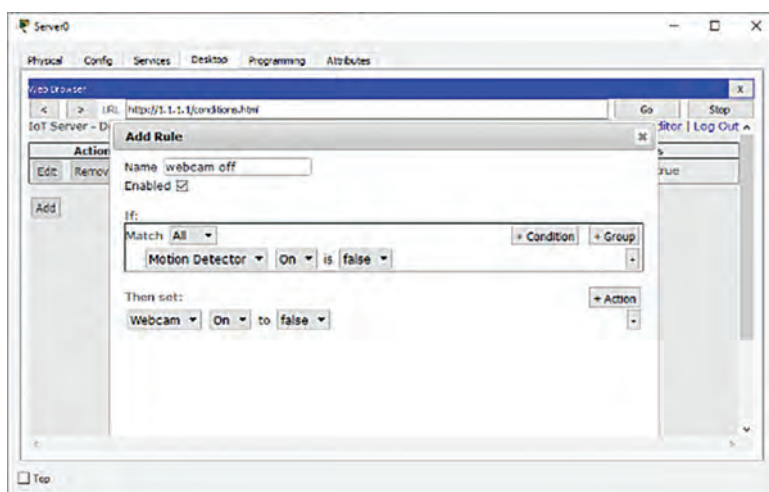 Server0
Physical Config Services Desktop Programming Attributes
Web Browser X
< > URL http://1.1.1.1/conditions.html Go Stop
IoT Server - D ditor | Log Out
Add Rule
Action s
Edit Remov true
Name webcam off
Enabled
Add
If:
Match All + Condition + Group
Motion Detector On is false -
Then set: + Action
Webcam On to false -
Top